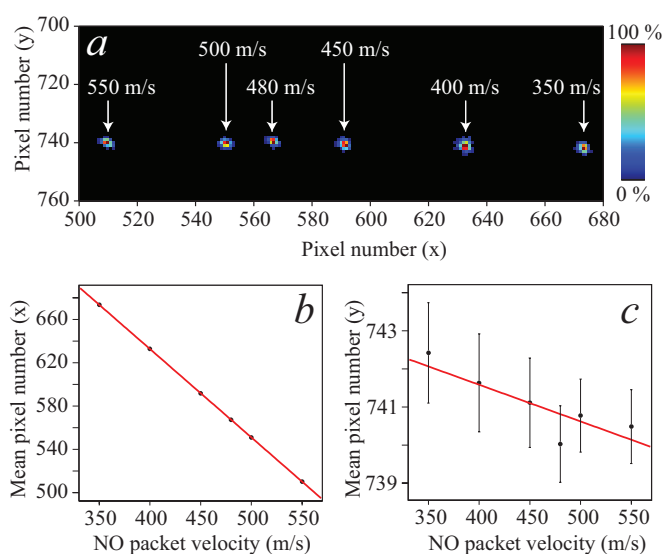 a
Pixel number (y)
700
720
740
760
550 m/s
500 m/s
480 m/s
450 m/s
400 m/s
350 m/s
100 %
0 %
500
520
540
560
580
600
620
640
660
680
Pixel number (x)
b
Mean pixel number (x)
660
620
580
540
500
350
400
450
500
550
NO packet velocity (m/s)
c
Mean pixel number (y)
743
741
739
350
400
450
500
550
NO packet velocity (m/s)